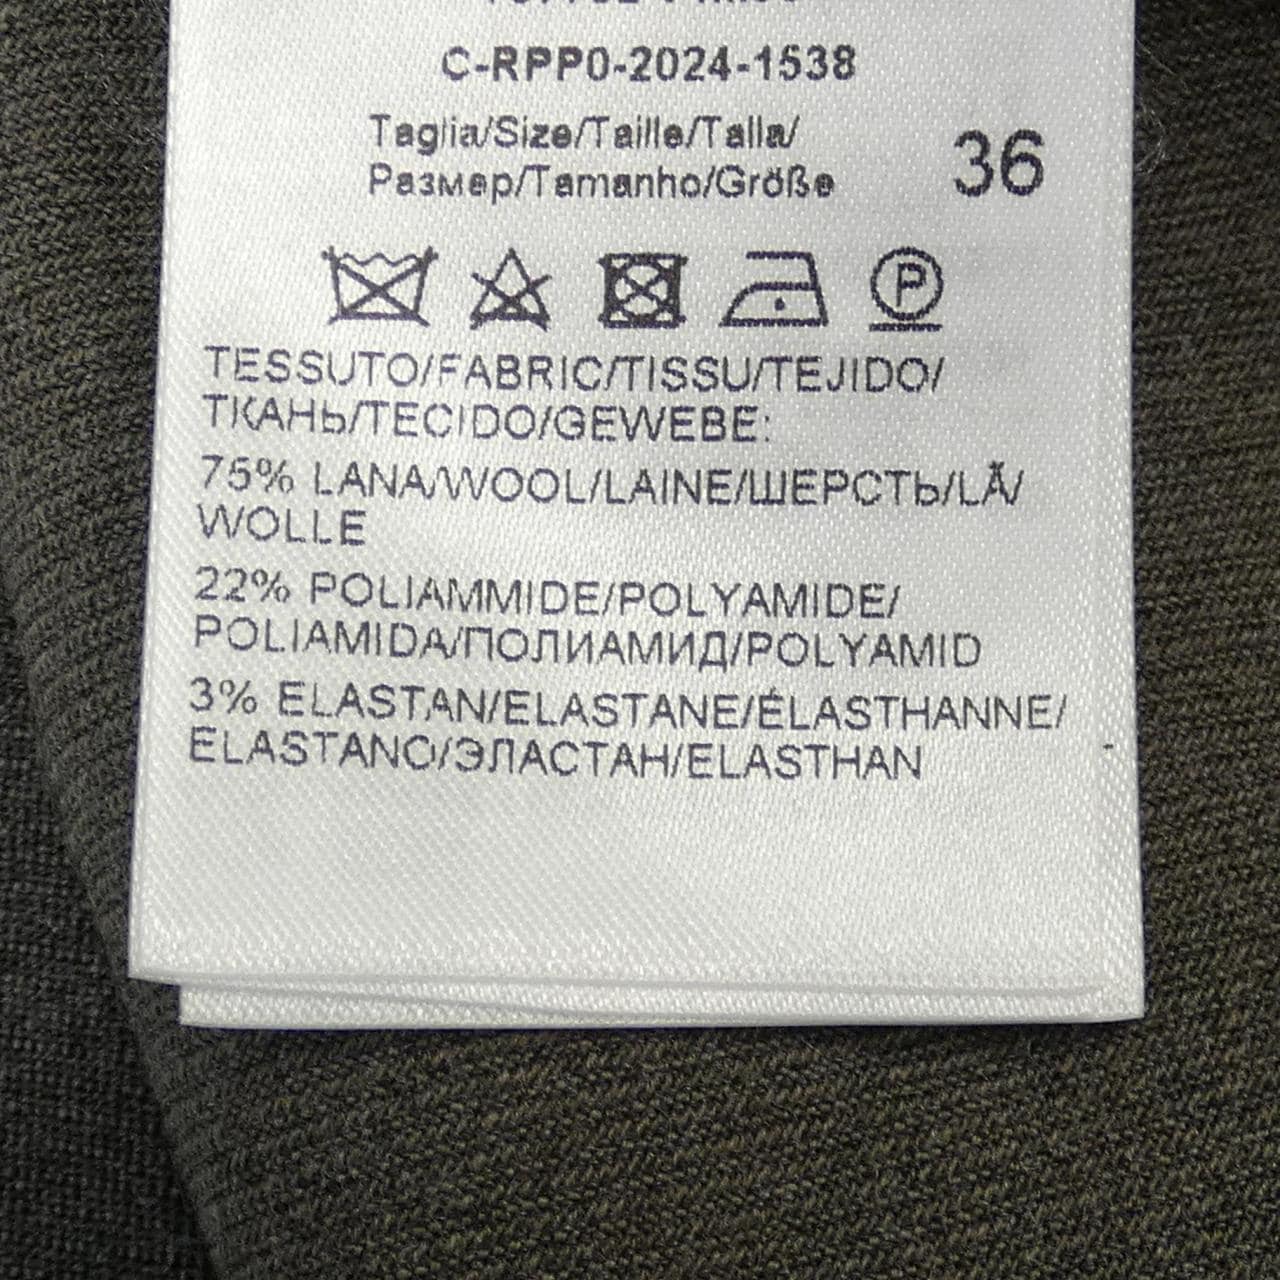 C-RPP0-2024-1538
Taglia/Size/Taille/Talla/
Размер/Tamanho/Größe
36
P
TESSUTO/FABRIC/TISSU/TEJIDO/
ТКАНЬ/TECIDO/GEWEBE:
75% LANA/WOOL/LAINE/ШЕРСТЬ/LÃ/
WOLLE
22% POLIAMMIDE/POLYAMIDE/
POLIAMIDA/ПОЛИАМИД/POLYAMID
3% ELASTAN/ELASTANE/ÉLASTHANNE/
ELASTANO/ЭЛАСТАН/ELASTHAN